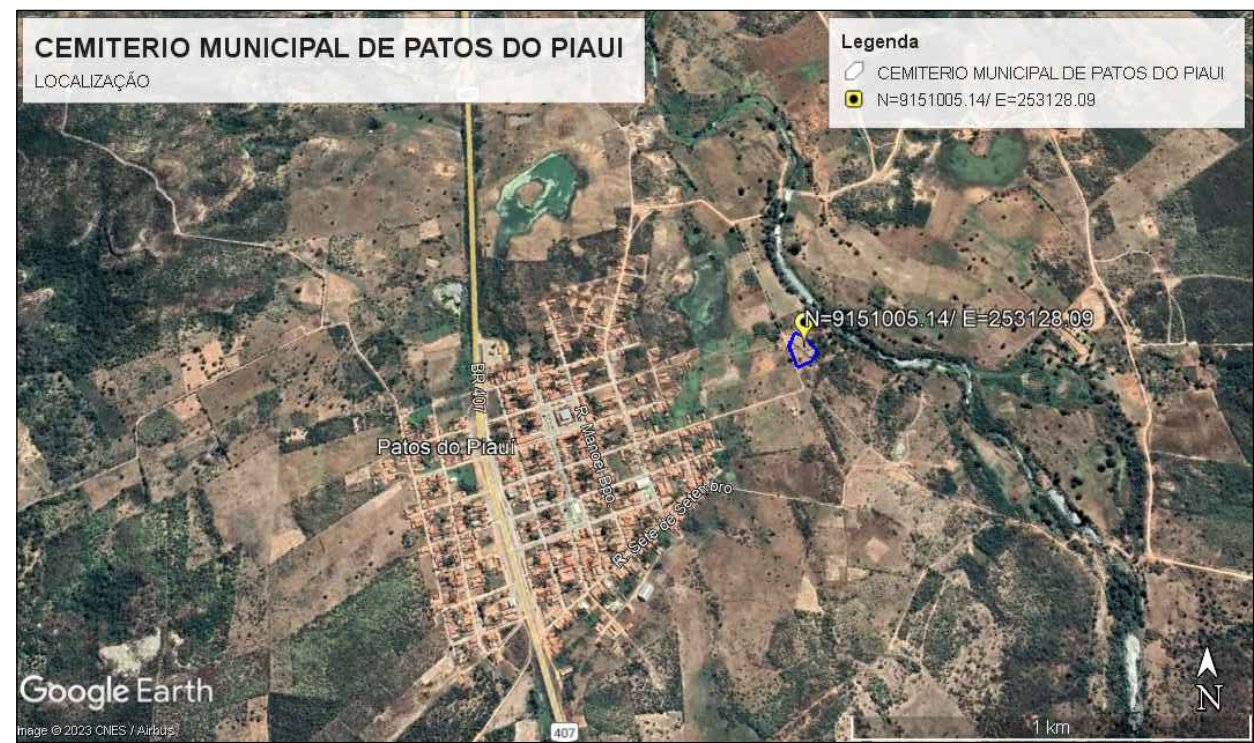 CEMITERIO MUNICIPAL DE PATOS DO PIAUI
LOCALIZAÇÃO
Legenda
CEMITERIO MUNICIPAL DE PATOS DO PIAUI
N=9151005.14/ E=253128.09
N=9151005.14/ E=253128.09
BR 407
R. Manoel Bpo.
Patos do Piaui
R. Sete de Setembro
Google Earth
N
Image © 2023 CNES / Airbus
407
1 km